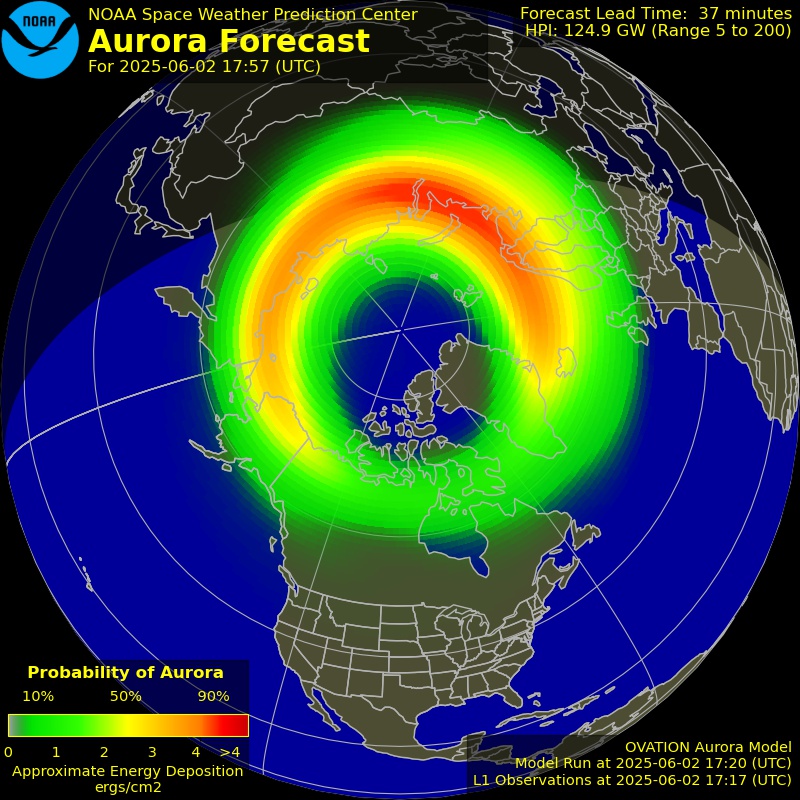 NOAA
NOAA Space Weather Prediction Center
Aurora Forecast
For 2025-06-02 17:57 (UTC)
Forecast Lead Time: 37 minutes
HPI: 124.9 GW (Range 5 to 200)
Probability of Aurora
10% 50% 90%
0 1 2 3 4 >4
Approximate Energy Deposition
ergs/cm2
OVATION Aurora Model
Model Run at 2025-06-02 17:20 (UTC)
L1 Observations at 2025-06-02 17:17 (UTC)